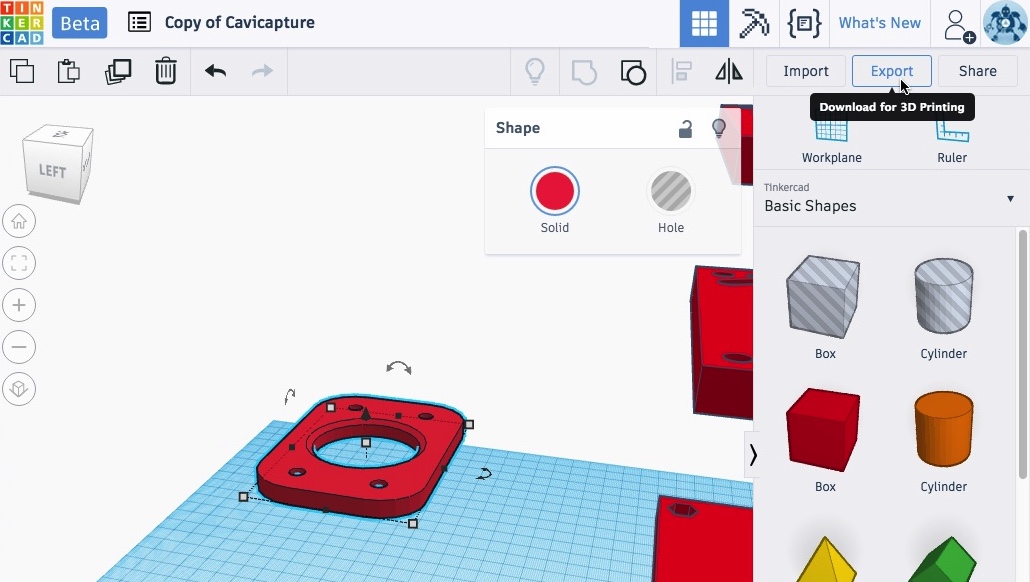 TIN
KER
CAD
Beta
Copy of Cavicapture
What's New
Import
Export
Share
Download for 3D Printing
Workplane
Ruler
Shape
Solid
Hole
LEFT
Tinkercad
Basic Shapes
Box
Cylinder
Box
Cylinder